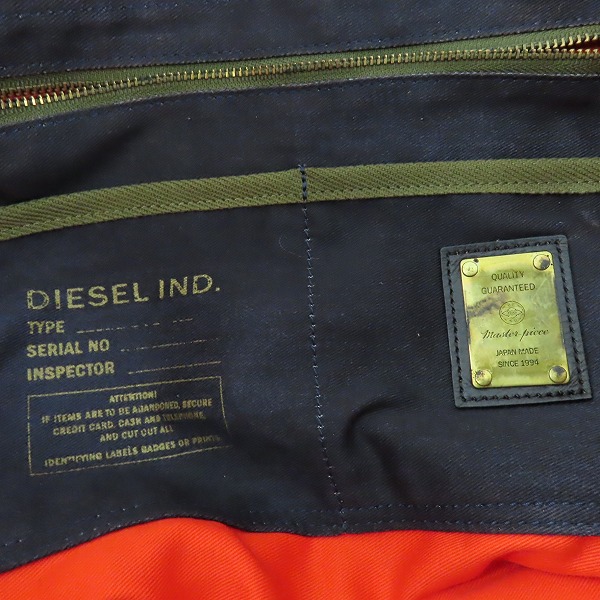 DIESEL IND.
TYPE
SERIAL NO
INSPECTOR
ATTENTION!
IF ITEMS ARE TO BE ABANDONED, SECURE
CREDIT CARD, CASH AND TELEPHONE,
AND CUT OUT ALL
IDENTIFYING LABELS BADGES OR PRINTS
QUALITY
GUARANTEED
Master-piece
JAPAN MADE
SINCE 1994